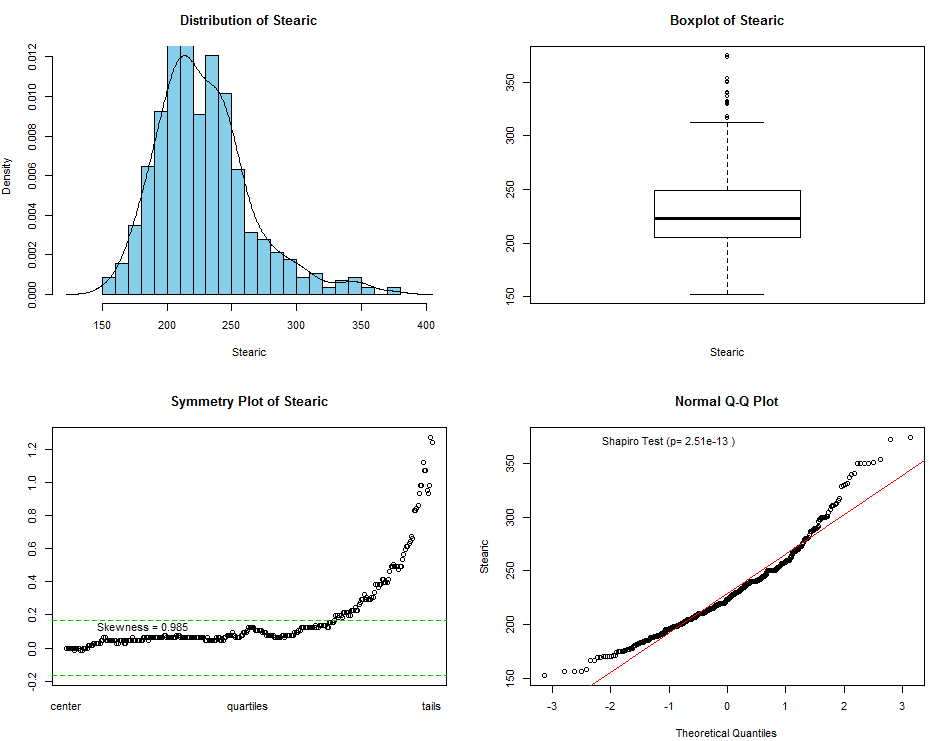 Distribution of Stearic
Density
0.000 0.002 0.004 0.006 0.008 0.010 0.012
150 200 250 300 350 400
Stearic
Boxplot of Stearic
150 200 250 300 350
Stearic
Symmetry Plot of Stearic
-0.2 0.0 0.2 0.4 0.6 0.8 1.0 1.2
Skewness = 0.985
center quartiles tails
Normal Q-Q Plot
Shapiro Test (p= 2.51e-13 )
Stearic
150 200 250 300 350
-3 -2 -1 0 1 2 3
Theoretical Quantiles